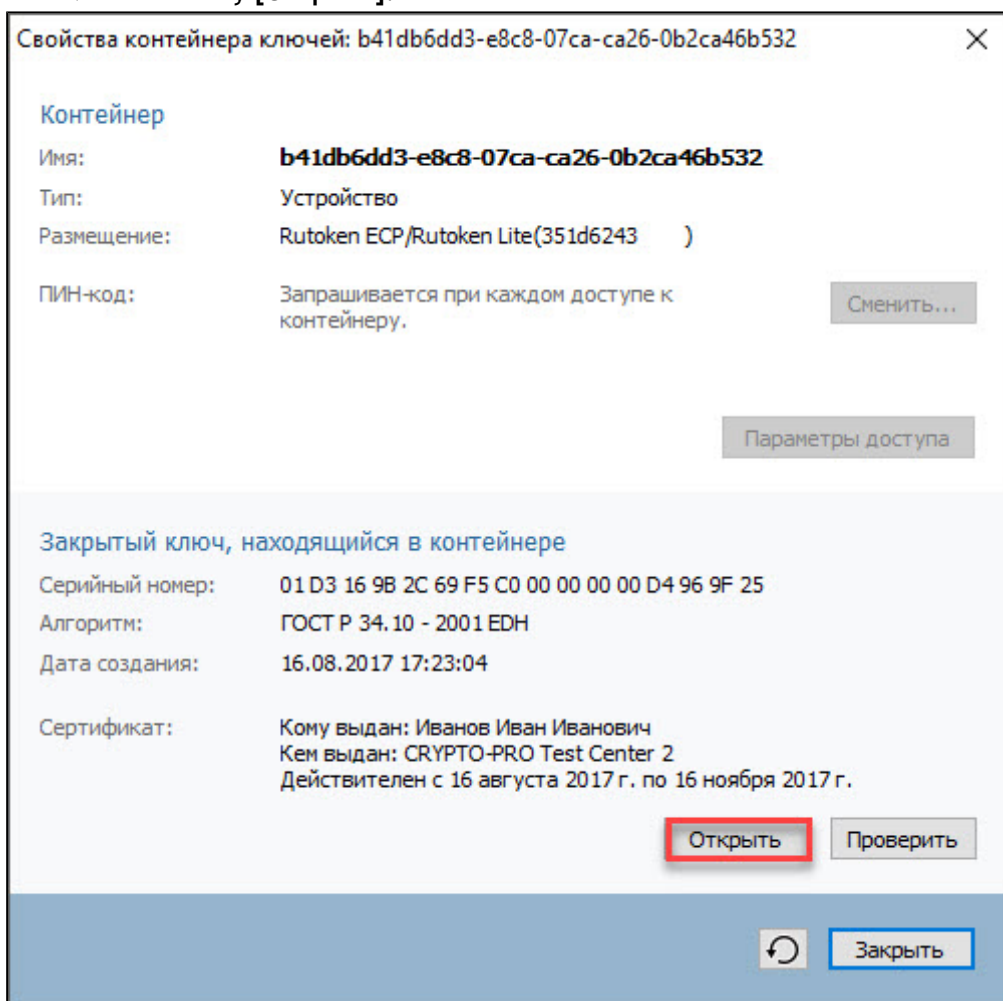 Свойства контейнера ключей: b41db6dd3-e8c8-07ca-ca26-0b2ca46b532
Контейнер
Имя: b41db6dd3-e8c8-07ca-ca26-0b2ca46b532
Тип: Устройство
Размещение: Rutoken ECP/Rutoken Lite(351d6243 )
ПИН-код: Запрашивается при каждом доступе к
контейнеру.
Сменить...
Параметры доступа
Закрытый ключ, находящийся в контейнере
Серийный номер: 01 D3 16 9B 2C 69 F5 C0 00 00 00 00 D4 96 9F 25
Алгоритм: ГОСТ Р 34.10 - 2001 EDH
Дата создания: 16.08.2017 17:23:04
Сертификат: Кому выдан: Иванов Иван Иванович
Кем выдан: CRYPTO-PRO Test Center 2
Действителен с 16 августа 2017 г. по 16 ноября 2017 г.
Открыть Проверить
Закрыть